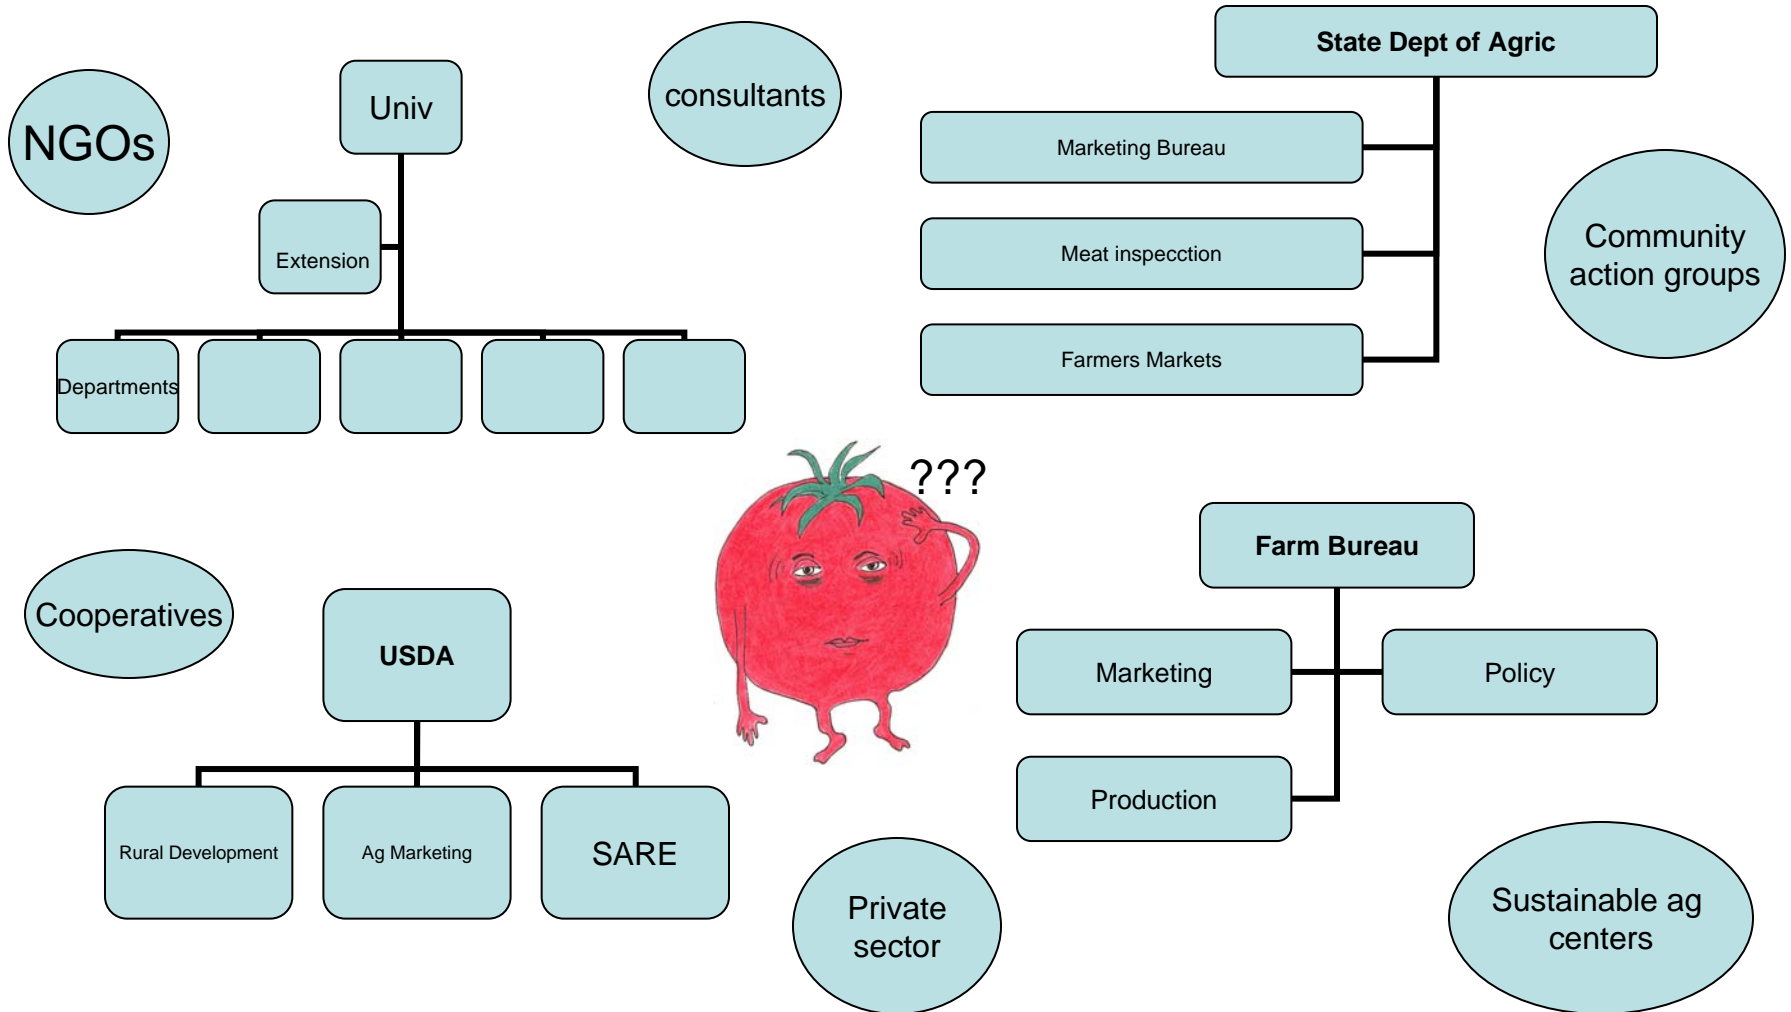 State Dept of Agric
Univ
consultants
NGOs
Marketing Bureau
Extension
Meat inspecction
Community
action groups
Departments
Farmers Markets
???
Farm Bureau
Cooperatives
USDA
Marketing
Policy
Production
Rural Development
Ag Marketing
SARE
Private
sector
Sustainable ag
centers